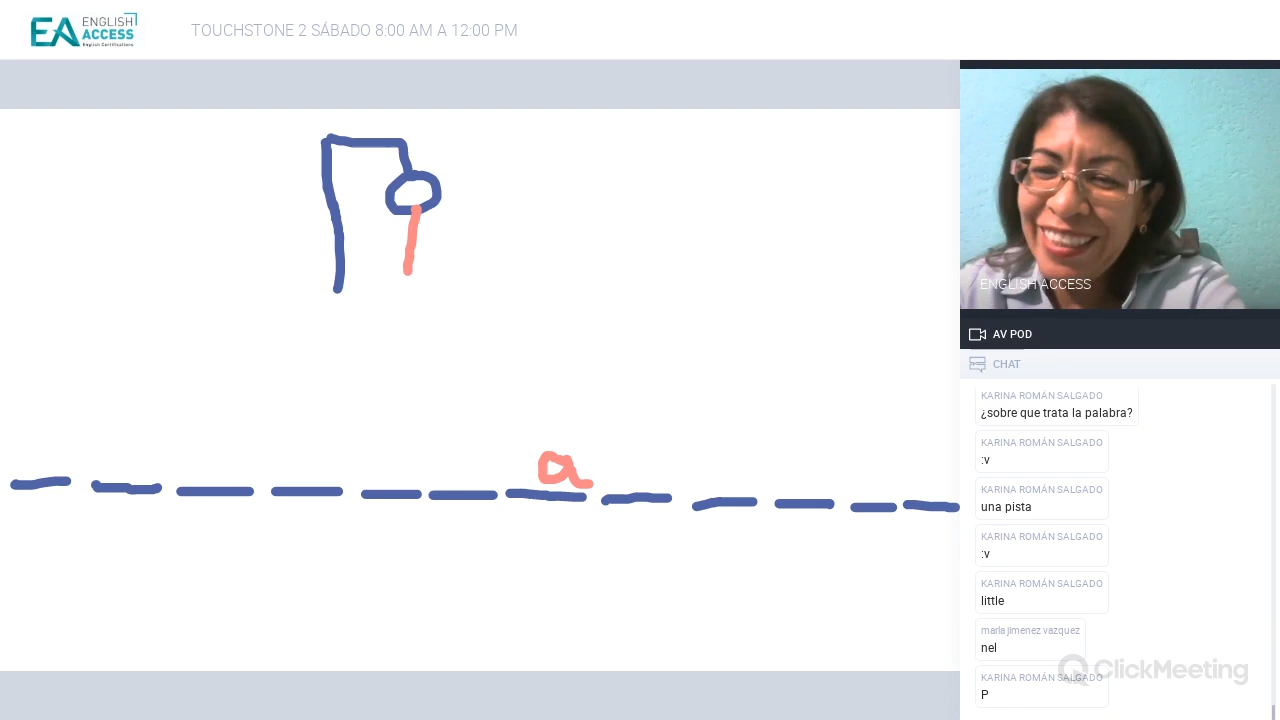 ENGLISH
EA ACCESS
English Certifications
TOUCHSTONE 2 SÁBADO 8:00 AM A 12:00 PM
a
ENGLISH ACCESS
AV POD
CHAT
KARINA ROMÁN SALGADO
¿sobre que trata la palabra?
KARINA ROMÁN SALGADO
:v
KARINA ROMÁN SALGADO
una pista
KARINA ROMÁN SALGADO
:v
KARINA ROMÁN SALGADO
little
maria jimenez vazquez
nel
KARINA ROMÁN SALGADO
P
ClickMeeting